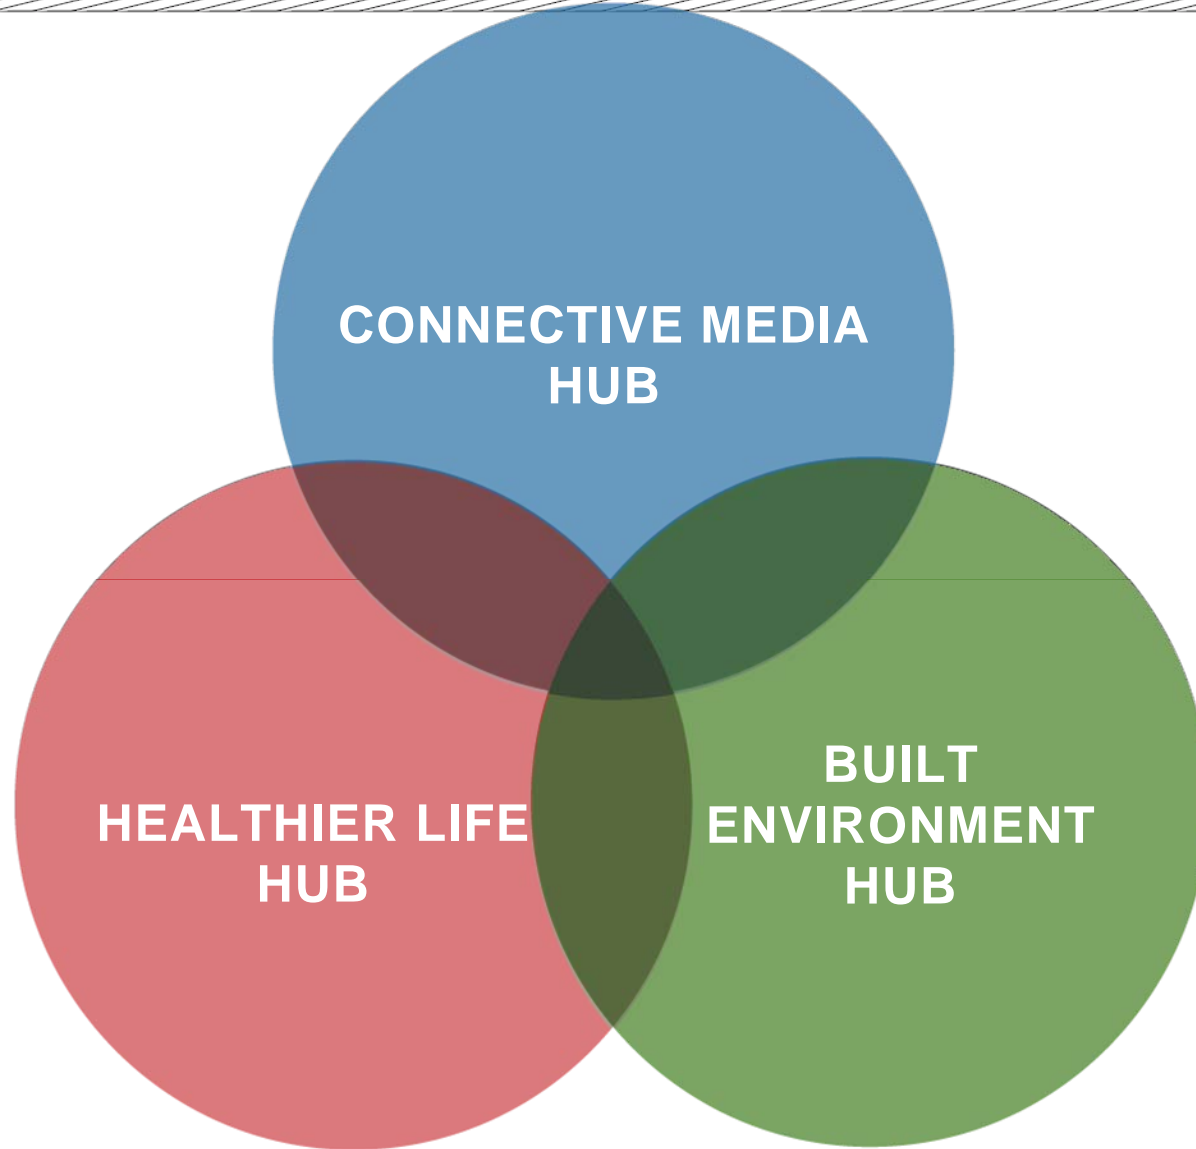 CONNECTIVE MEDIA
HUB
HEALTHIER LIFE
HUB
BUILT
ENVIRONMENT
HUB